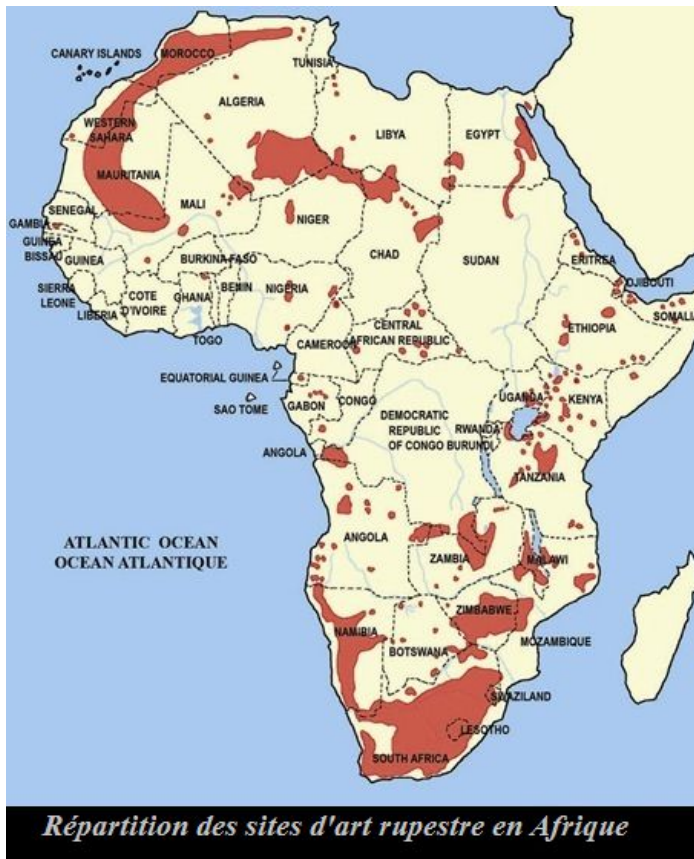 CANARY ISLANDS
MOROCCO
TUNISIA
ALGERIA
LIBYA
EGYPT
WESTERN
SAHARA
MAURITANIA
MALI
NIGER
CHAD
SUDAN
ERITREA
DJIBOUTI
SENEGAL
GAMBIA
GUINEA
BISSAU
GUINEA
BURKINA FASO
SIERRA
LEONE
LIBERIA
COTE
D'IVOIRE
GHANA
BENIN
NIGERIA
TOGO
CAMEROON
CENTRAL
AFRICAN REPUBLIC
ETHIOPIA
SOMALIA
EQUATORIAL GUINEA
SAO TOME
GABON
CONGO
DEMOCRATIC
REPUBLIC
OF CONGO
UGANDA
KENYA
RWANDA
BURUNDI
TANZANIA
ANGOLA
ANGOLA
ATLANTIC OCEAN
OCEAN ATLANTIQUE
ZAMBIA
MALAWI
ZIMBABWE
MOZAMBIQUE
NAMIBIA
BOTSWANA
SWAZILAND
LESOTHO
SOUTH AFRICA
Répartition des sites d'art rupestre en Afrique